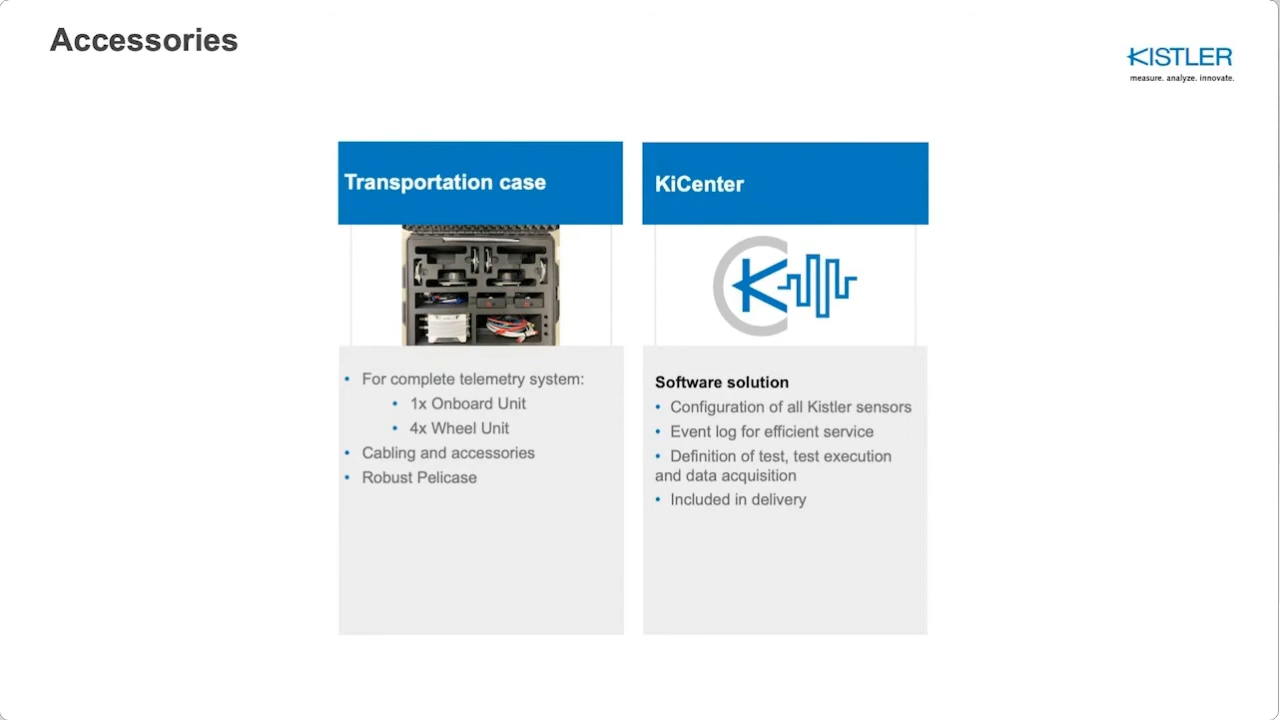 Accessories
KISTLER
measure. analyze. innovate.
Transportation case
• For complete telemetry system:
• 1x Onboard Unit
• 4x Wheel Unit
• Cabling and accessories
• Robust Pelicase
KiCenter
Software solution
• Configuration of all Kistler sensors
• Event log for efficient service
• Definition of test, test execution
and data acquisition
• Included in delivery